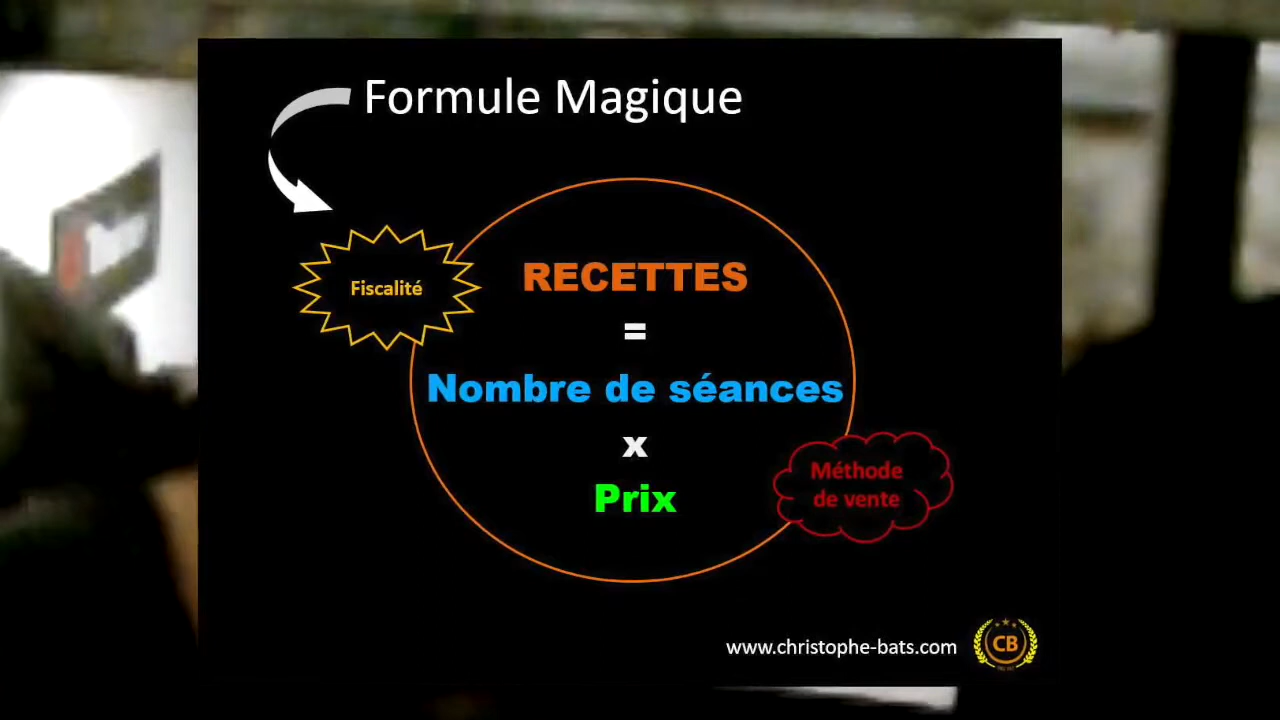 Formule Magique
Fiscalité
RECETTES
=
Nombre de séances
x
Prix
Méthode
de vente
www.christophe-bats.com
CB